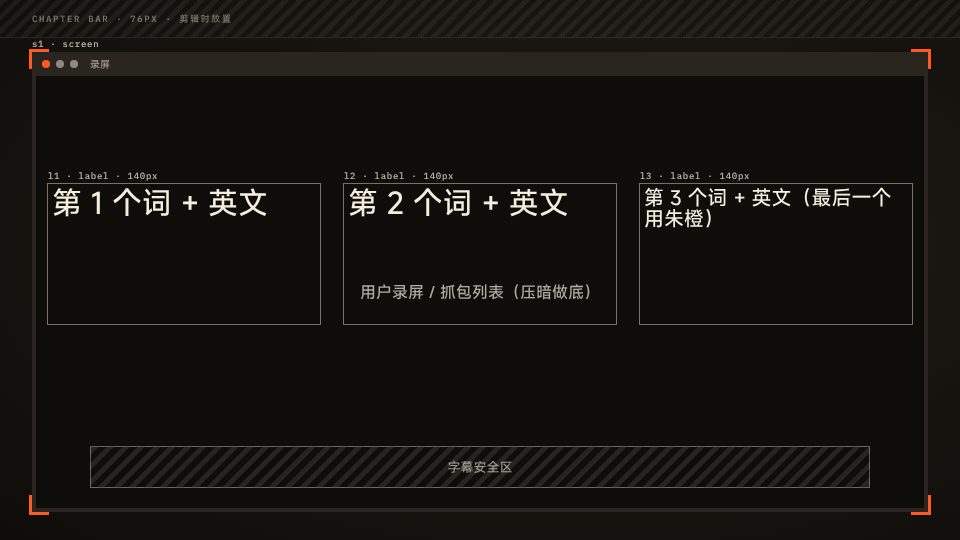 CHAPTER BAR · 76PX · 剪辑时放置
s1 · screen
录屏
l1 · label · 140px
第 1 个词 + 英文
l2 · label · 140px
第 2 个词 + 英文
用户录屏 / 抓包列表（压暗做底）
l3 · label · 140px
第 3 个词 + 英文（最后一个
用朱橙）
字幕安全区